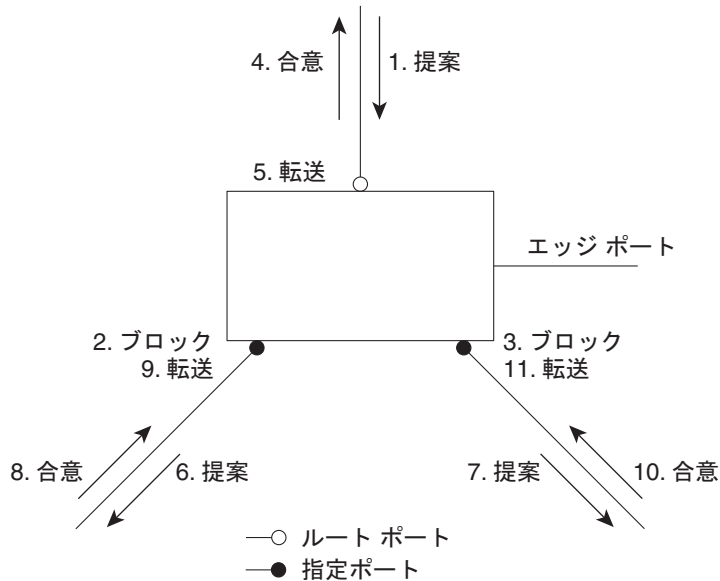 4. 合意
1. 提案
5. 転送
エッジ ポート
2. ブロック
9. 転送
3. ブロック
11. 転送
8. 合意
6. 提案
7. 提案
10. 合意
ルート ポート
指定ポート